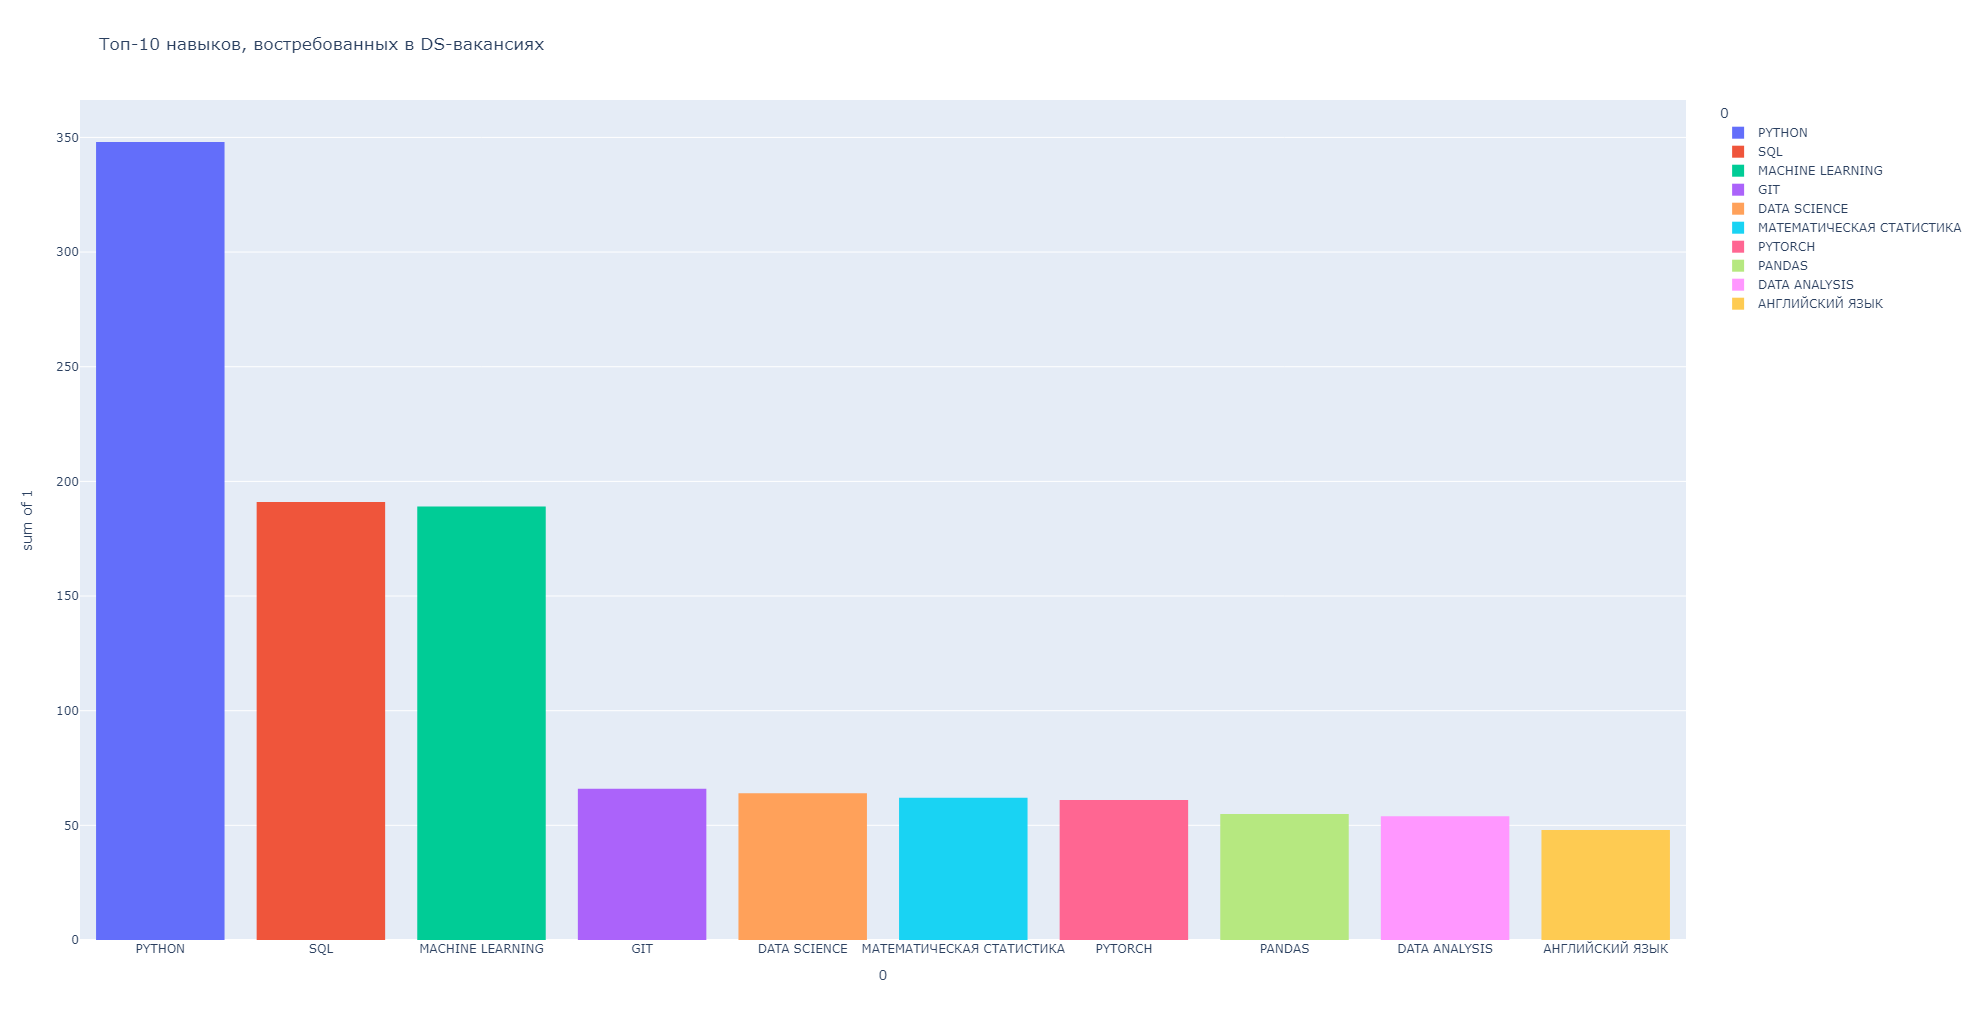 Топ-10 навыков, востребованных в DS-вакансиях
350
300
250
200
150
100
50
0
sum of 1
PYTHON
SQL
MACHINE LEARNING
GIT
DATA SCIENCE
МАТЕМАТИЧЕСКАЯ СТАТИСТИКА
PYTORCH
PANDAS
DATA ANALYSIS
АНГЛИЙСКИЙ ЯЗЫК
0
0
PYTHON
SQL
MACHINE LEARNING
GIT
DATA SCIENCE
МАТЕМАТИЧЕСКАЯ СТАТИСТИКА
PYTORCH
PANDAS
DATA ANALYSIS
АНГЛИЙСКИЙ ЯЗЫК